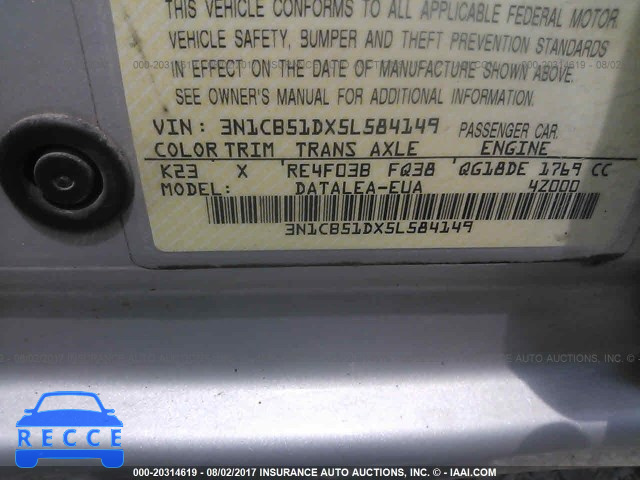 THIS VEHICLE CONFORMS TO ALL APPLICABLE FEDERAL MOTOR
VEHICLE SAFETY, BUMPER AND THEFT PREVENTION STANDARDS
IN EFFECT ON THE DATE OF MANUFACTURE SHOWN ABOVE.
SEE OWNER'S MANUAL FOR ADDITIONAL INFORMATION.
VIN: 3N1CB51DX5L584149 PASSENGER CAR
COLOR TRIM TRANS AXLE ENGINE
K23 X RE4F03B FQ38 QG18DE 1769 CC
MODEL: DATALEA-EUA 4Z000
3N1CB51DX5L584149
RECCE
000-20314619 - 08/02/2017 INSURANCE AUTO AUCTIONS, INC. - © IAAI.COM